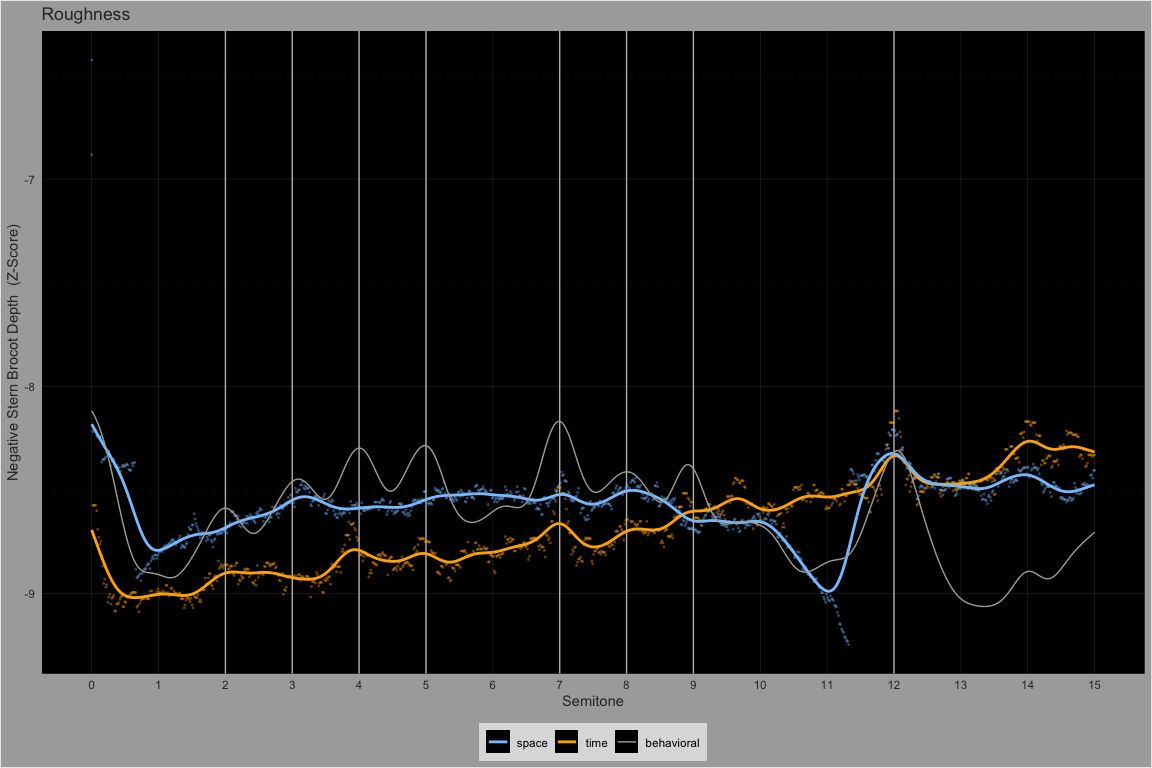 Roughness
Negative Stern Brocot Depth (Z-Score)
-7
-8
-9
0 1 2 3 4 5 6 7 8 9 10 11 12 13 14 15
Semitone
space time behavioral